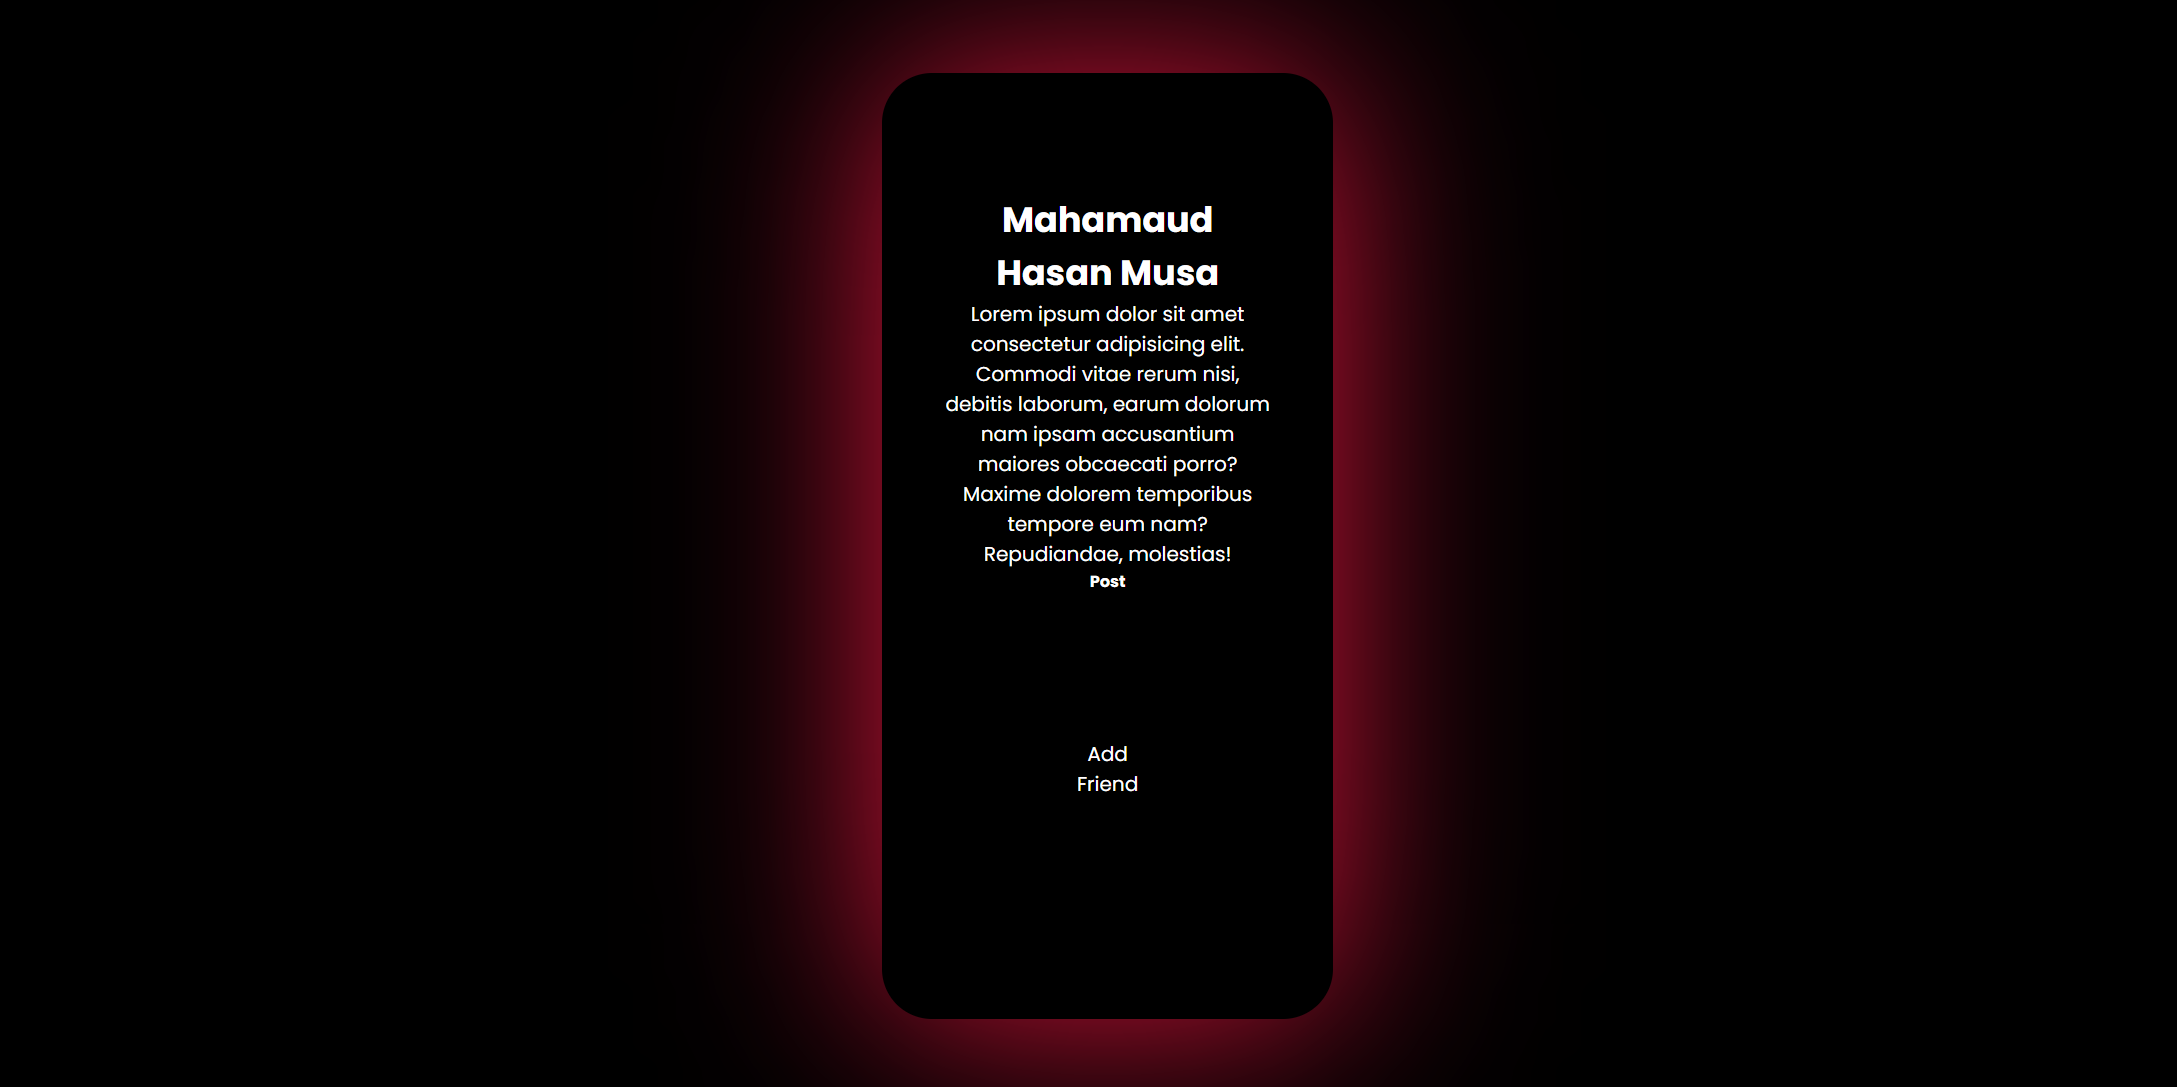 Mahamaud
Hasan Musa
Lorem ipsum dolor sit amet
consectetur adipisicing elit.
Commodi vitae rerum nisi,
debitis laborum, earum dolorum
nam ipsam accusantium
maiores obcaecati porro?
Maxime dolorem temporibus
tempore eum nam?
Repudiandae, molestias!
Post
Add
Friend